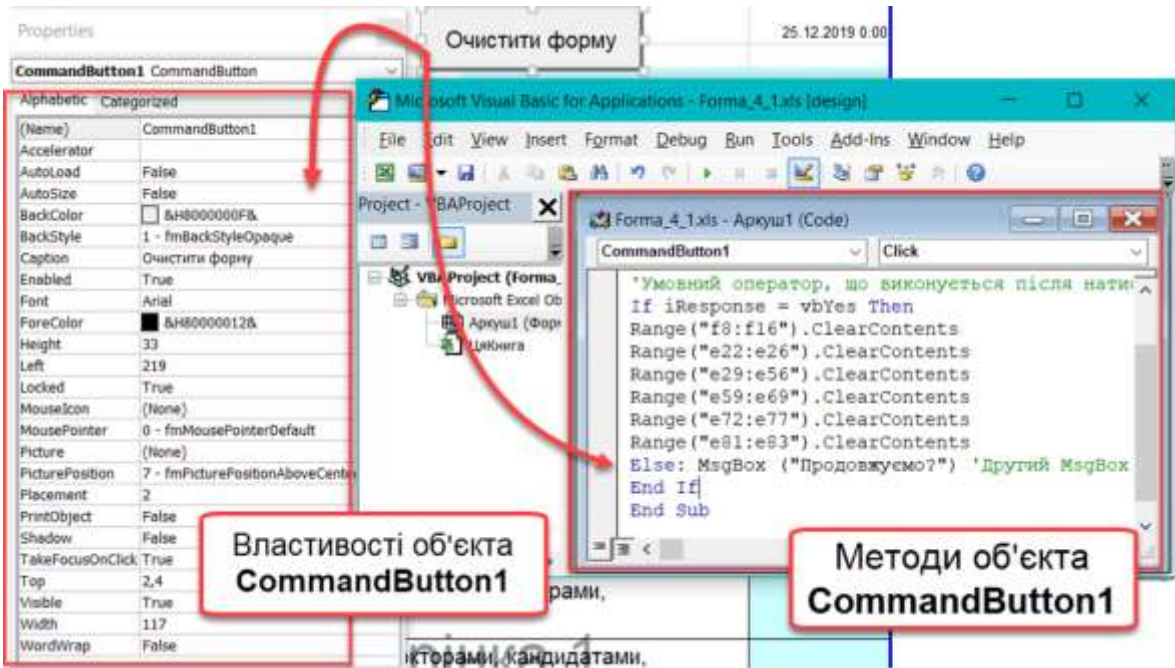 Properties
CommandButton1 CommandButton
Alphabetic Categorized
(Name) CommandButton1
Accelerator
AutoLoad False
AutoSize False
BackColor &H8000000F&
BackStyle 1 - fmBackStyleOpaque
Caption Очистити форму
Enabled True
Font Arial
ForeColor &H80000012&
Height 33
Left 219
Locked True
MouseIcon (None)
MousePointer 0 - fmMousePointerDefault
Picture (None)
PicturePosition 7 - fmPicturePositionAboveCente
Placement 2
PrintObject False
Shadow False
TakeFocusOnClick True
Top 2,4
Visible True
Width 117
WordWrap False
Очистити форму
25.12.2019 0:00
Microsoft Visual Basic for Applications - Forma_4_1.xls [design]
File Edit View Insert Format Debug Run Tools Add-Ins Window Help
Project - VBAProject
VBAProject (Forma_
Microsoft Excel Ob
Аркуш1 (Фор
ЦяКнига
Forma_4_1.xls - Аркуш1 (Code)
CommandButton1 Click
'Умовний оператор, що виконується після натис
If iResponse = vbYes Then
Range("f8:f16").ClearContents
Range("e22:e26").ClearContents
Range("e29:e56").ClearContents
Range("e59:e69").ClearContents
Range("e72:e77").ClearContents
Range("e81:e83").ClearContents
Else: MsgBox ("Продовжуємо?") 'Другий MsgBox
End If
End Sub
Властивості об'єкта
CommandButton1
Методи об'єкта
CommandButton1
рами,
кторами, кандидатами,